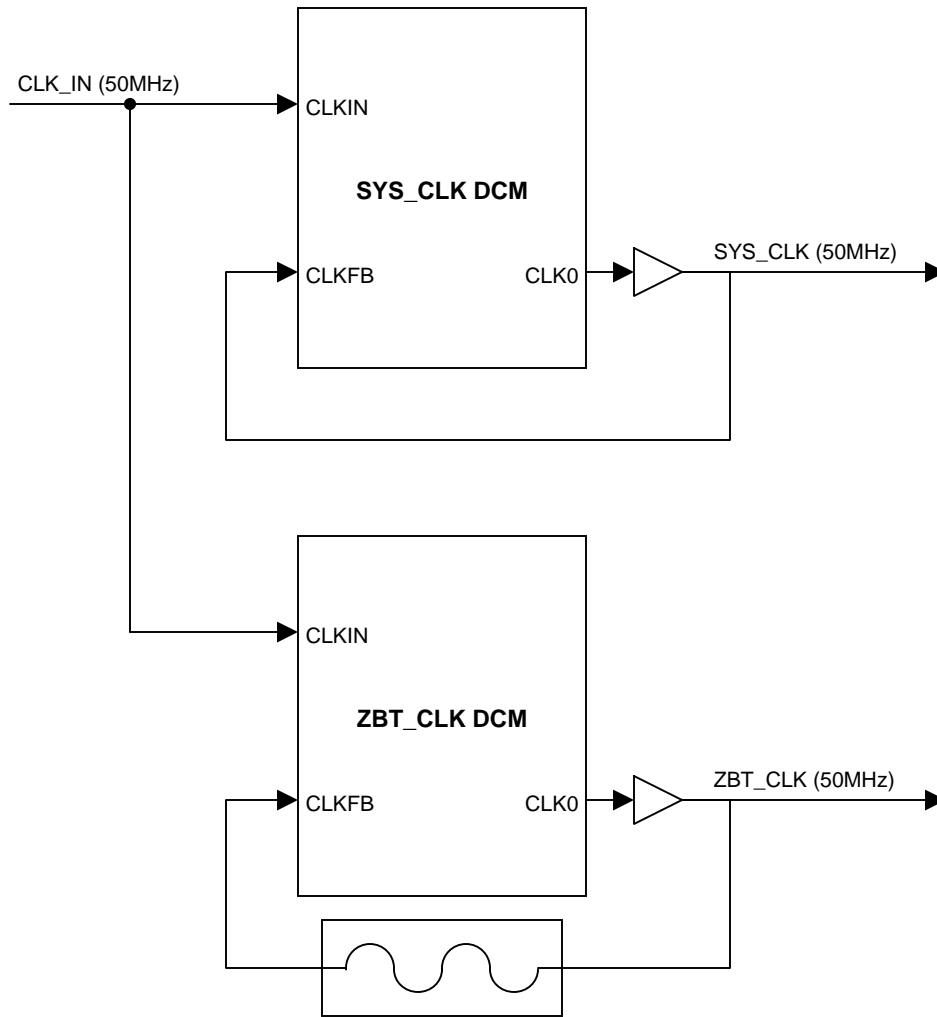 CLK_IN (50MHz)
CLKIN
SYS_CLK DCM
SYS_CLK (50MHz)
CLKFB
CLK0
CLKIN
ZBT_CLK DCM
ZBT_CLK (50MHz)
CLKFB
CLK0